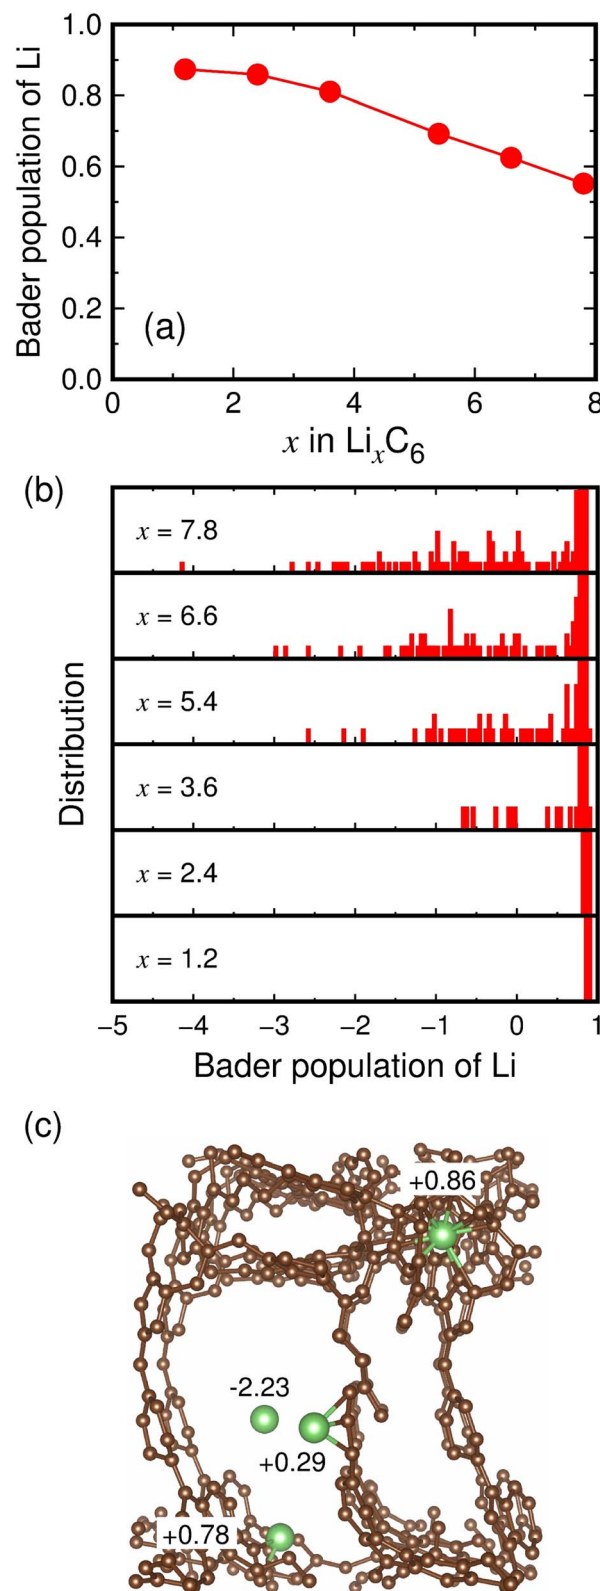 1.0
0.8
0.6
0.4
0.2
0.0
Bader population of Li
(a)
0 2 4 6 8
x in LiₓC₆
(b)
x = 7.8
x = 6.6
x = 5.4
x = 3.6
x = 2.4
x = 1.2
Distribution
−5 −4 −3 −2 −1 0 1
Bader population of Li
(c)
+0.86
-2.23
+0.29
+0.78